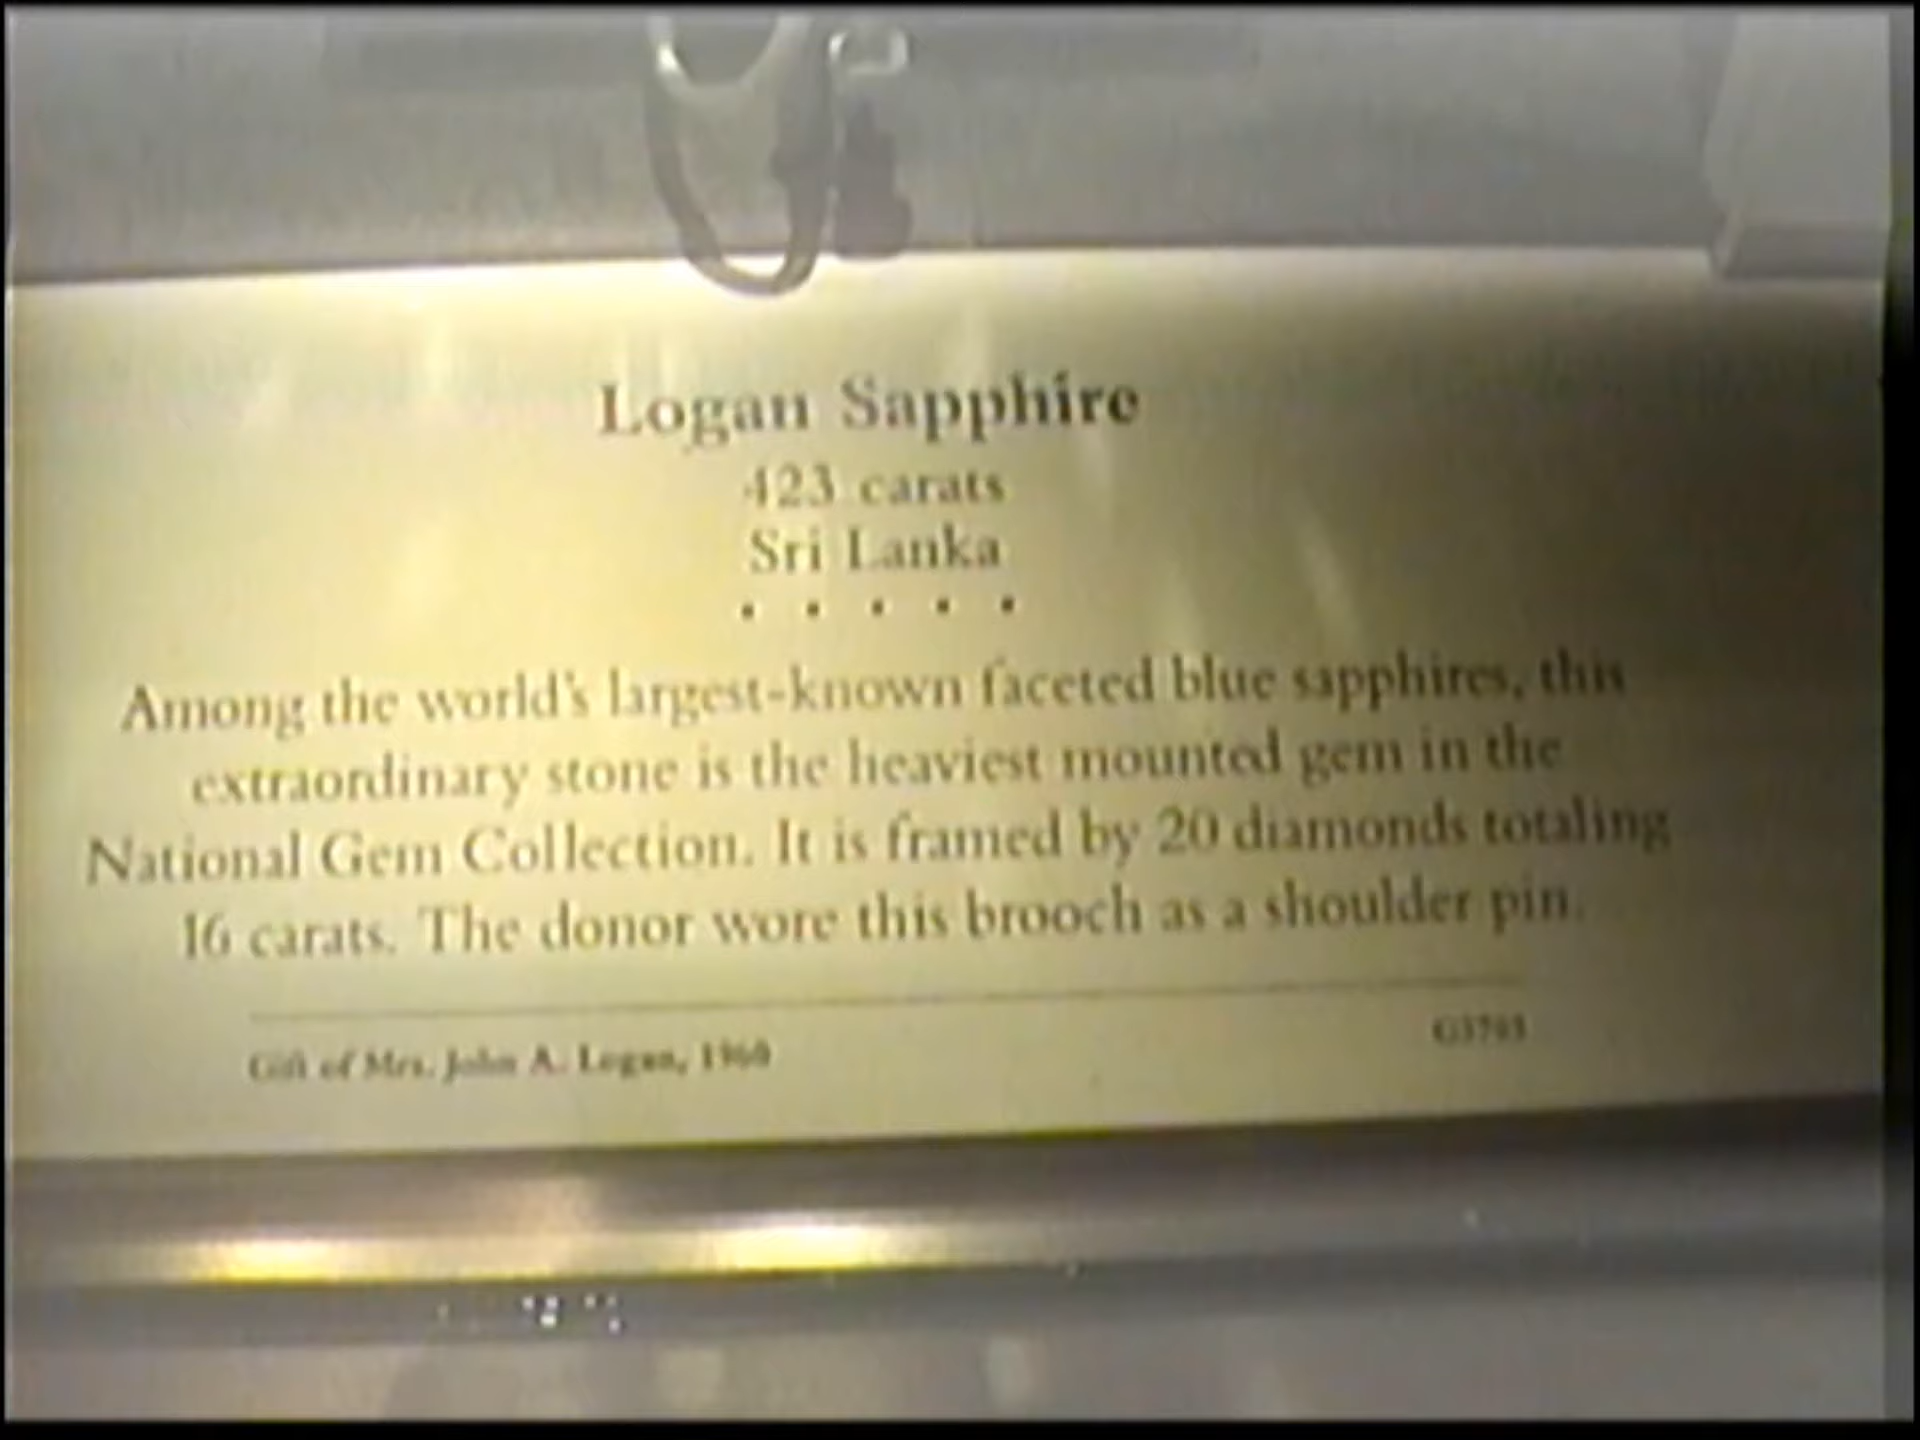 Logan Sapphire
423 carats
Sri Lanka
• • • • •
Among the world's largest-known faceted blue sapphires, this
extraordinary stone is the heaviest mounted gem in the
National Gem Collection. It is framed by 20 diamonds totaling
16 carats. The donor wore this brooch as a shoulder pin.
Gift of Mrs. John A. Logan, 1960